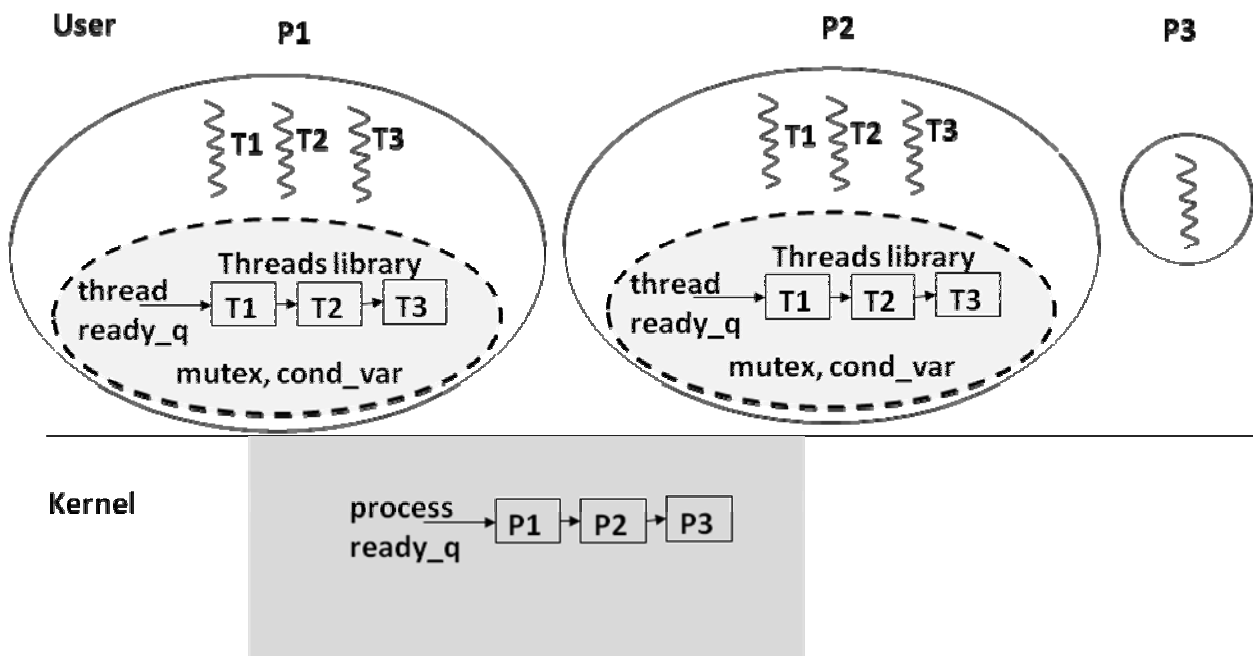 User
P1
P2
P3
T1 T2 T3
T1 T2 T3
Threads library
thread
ready_q
T1 T2 T3
mutex, cond_var
Threads library
thread
ready_q
T1 T2 T3
mutex, cond_var
Kernel
process
ready_q
P1 P2 P3